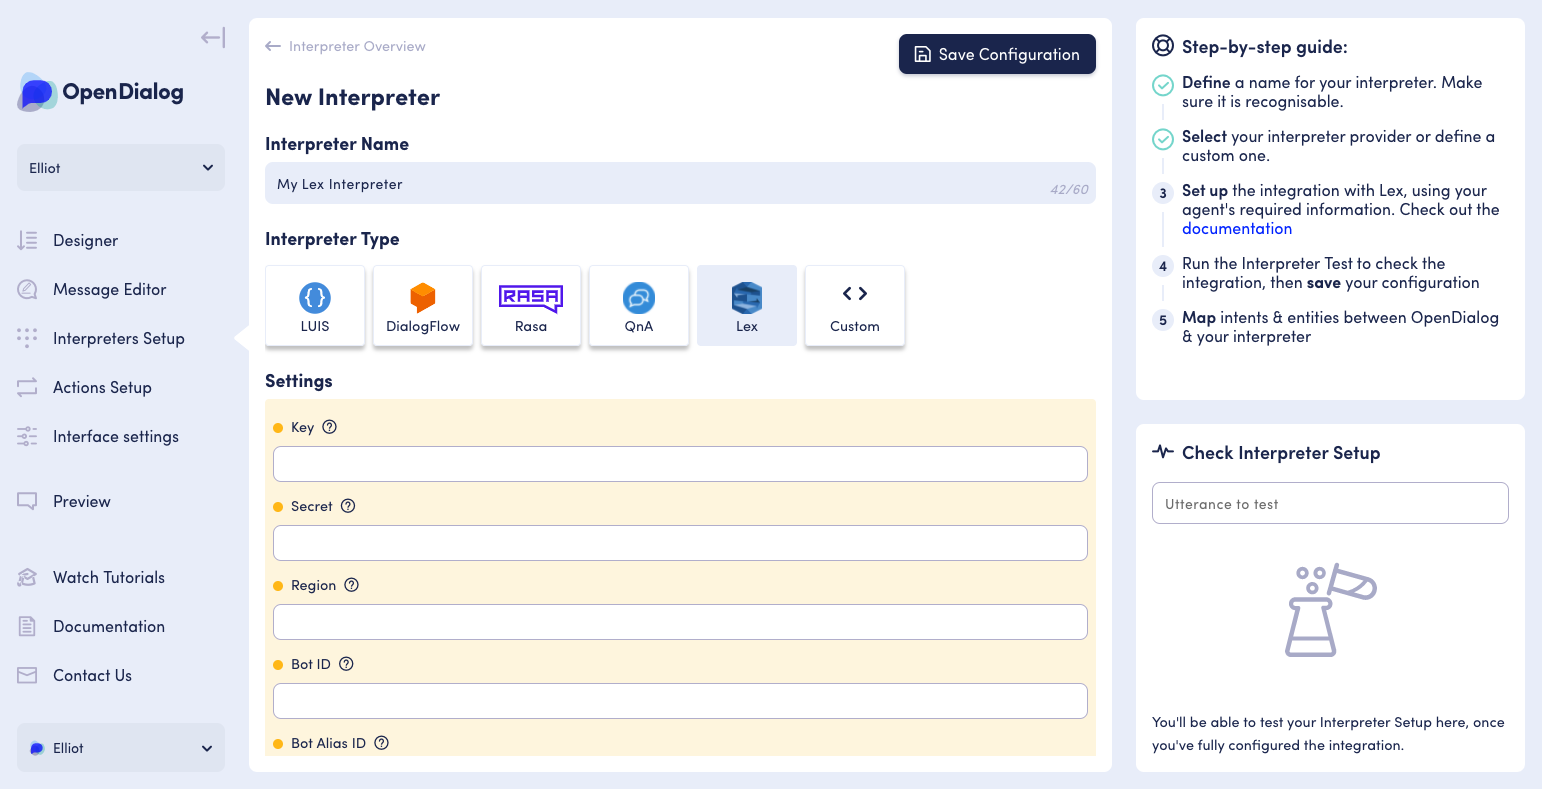 OpenDialog
Elliot
Designer
Message Editor
Interpreters Setup
Actions Setup
Interface settings
Preview
Watch Tutorials
Documentation
Contact Us
Elliot
Interpreter Overview
Save Configuration
New Interpreter
Interpreter Name
My Lex Interpreter
42/60
Interpreter Type
LUIS
DialogFlow
RASA
Rasa
QnA
Lex
Custom
Settings
Key
Secret
Region
Bot ID
Bot Alias ID
Step-by-step guide:
Define a name for your interpreter. Make
sure it is recognisable.
Select your interpreter provider or define a
custom one.
3 Set up the integration with Lex, using your
agent's required information. Check out the
documentation
4 Run the Interpreter Test to check the
integration, then save your configuration
5 Map intents & entities between OpenDialog
& your interpreter
Check Interpreter Setup
Utterance to test
You'll be able to test your Interpreter Setup here, once
you've fully configured the integration.